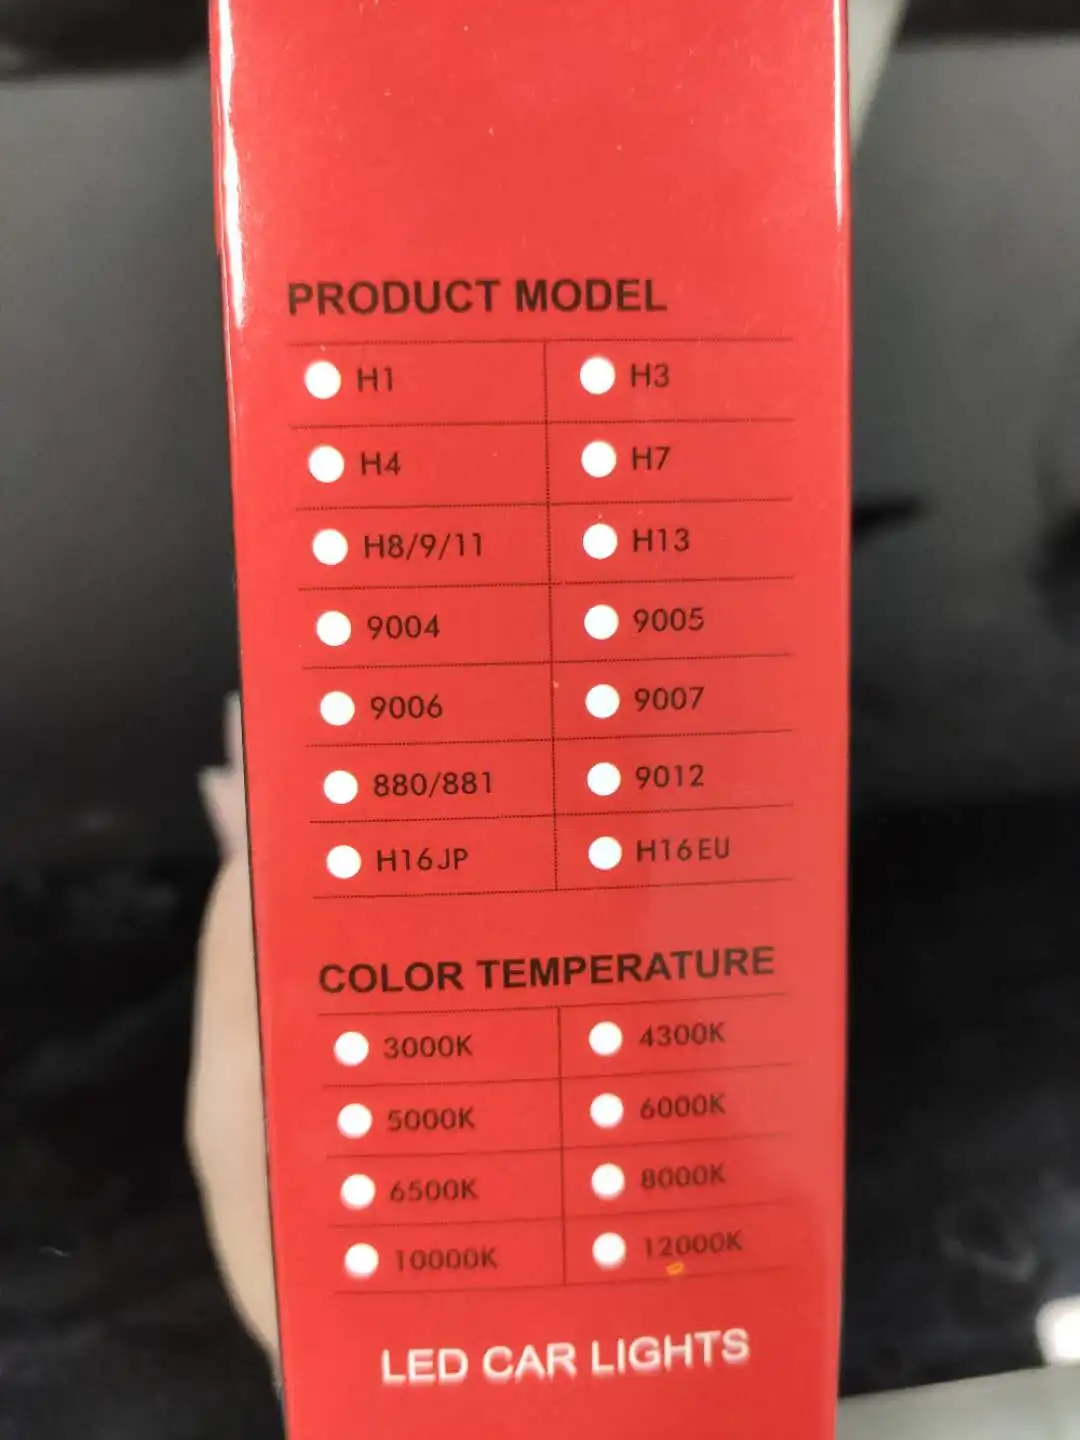 PRODUCT MODEL
H1 H3
H4 H7
H8/9/11 H13
9004 9005
9006 9007
880/881 9012
H16JP H16EU
COLOR TEMPERATURE
3000K 4300K
5000K 6000K
6500K 8000K
10000K 12000K
LED CAR LIGHTS